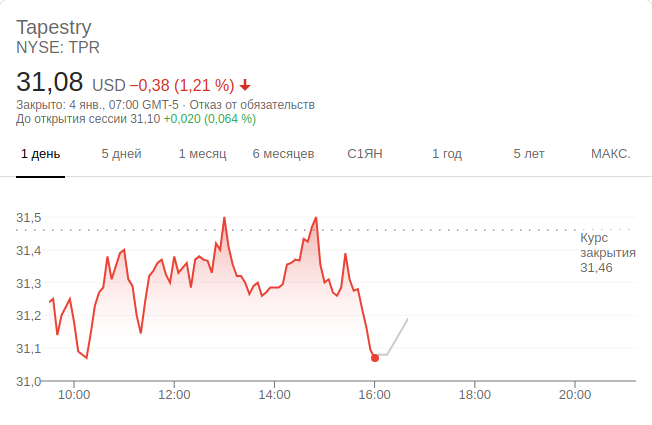 Tapestry
NYSE: TPR
31,08 USD −0,38 (1,21 %)
Закрыто: 4 янв., 07:00 GMT-5 · Отказ от обязательств
До открытия сессии 31,10 +0,020 (0,064 %)
1 день 5 дней 1 месяц 6 месяцев С1ЯН 1 год 5 лет МАКС.
31,5
Курс
31,4
закрытия
31,46
31,3
31,2
31,1
31,0
10:00 12:00 14:00 16:00 18:00 20:00